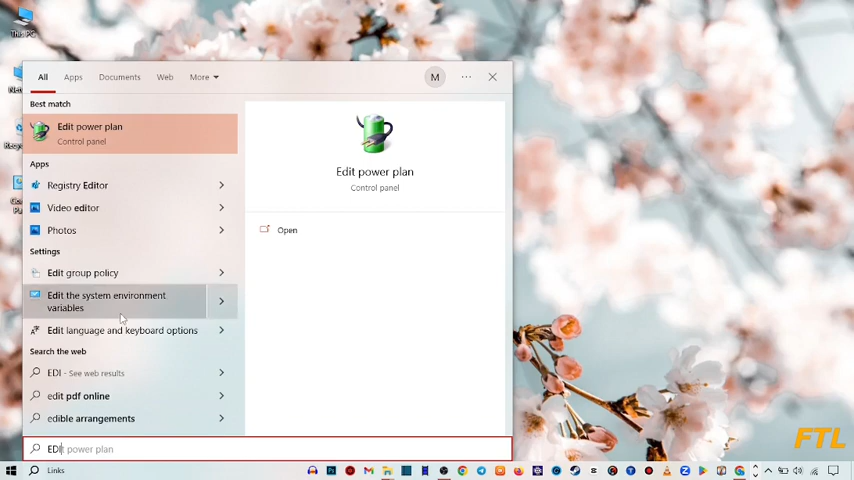 This PC
All Apps Documents Web More M
Best match
Edit power plan
Control panel
Apps
Registry Editor
Video editor
Photos
Settings
Edit group policy
Edit the system environment
variables
Edit language and keyboard options
Search the web
EDI - See web results
edit pdf online
edible arrangements
EDIt power plan
Edit power plan
Control panel
Open
FTL
Links